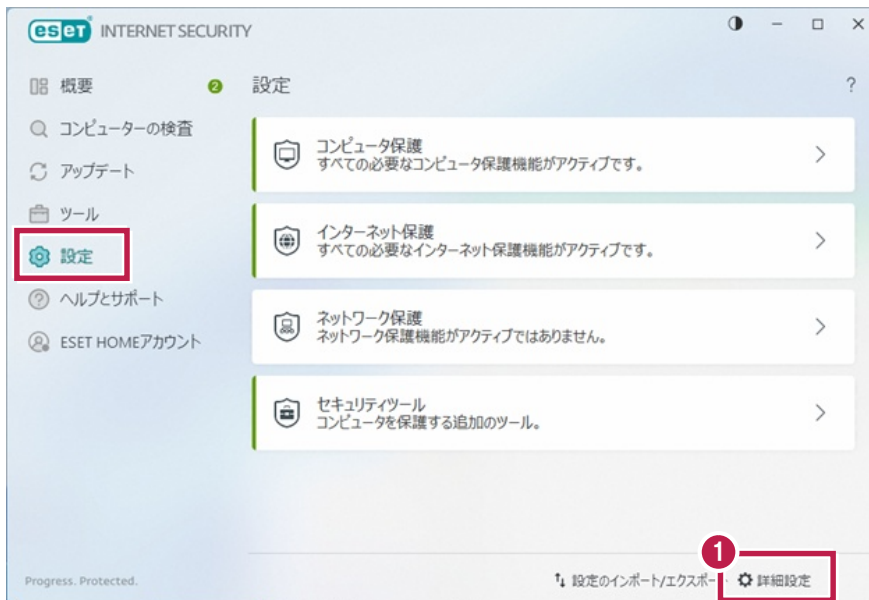 eset INTERNET SECURITY
概要 2
設定 ?
コンピューターの検査
アップデート
ツール
設定
ヘルプとサポート
ESET HOMEアカウント
コンピュータ保護
すべての必要なコンピュータ保護機能がアクティブです。
インターネット保護
すべての必要なインターネット保護機能がアクティブです。
ネットワーク保護
ネットワーク保護機能がアクティブではありません。
セキュリティツール
コンピュータを保護する追加のツール。
1
Progress. Protected.
設定のインポート/エクスポー
詳細設定